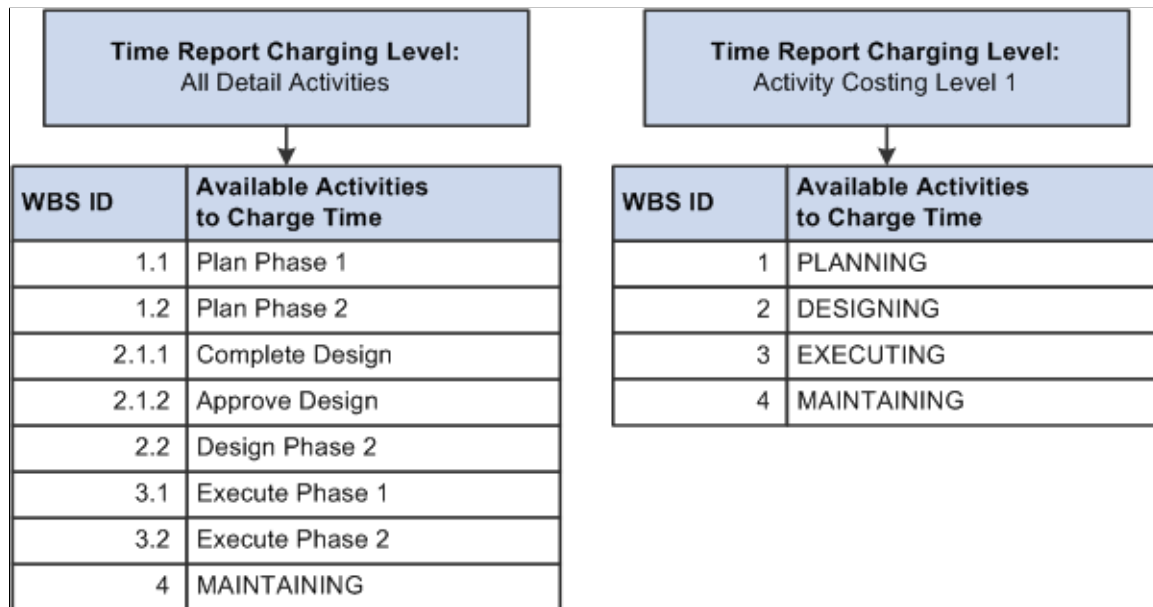 Time Report Charging Level:
All Detail Activities
WBS ID
Available Activities
to Charge Time
1.1 Plan Phase 1
1.2 Plan Phase 2
2.1.1 Complete Design
2.1.2 Approve Design
2.2 Design Phase 2
3.1 Execute Phase 1
3.2 Execute Phase 2
4 MAINTAINING
Time Report Charging Level:
Activity Costing Level 1
WBS ID
Available Activities
to Charge Time
1 PLANNING
2 DESIGNING
3 EXECUTING
4 MAINTAINING